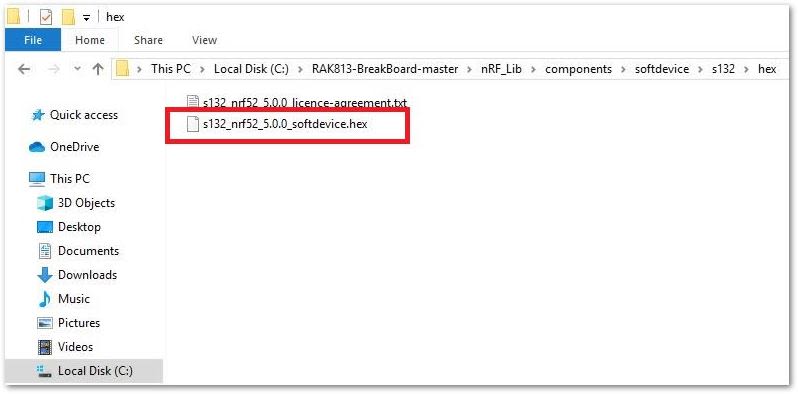 hex
File Home Share View
This PC Local Disk (C:) RAK813-BreakBoard-master nRF_Lib components softdevice s132 hex
s132_nrf52_5.0.0_licence-agreement.txt
s132_nrf52_5.0.0_softdevice.hex
Quick access
OneDrive
This PC
3D Objects
Desktop
Documents
Downloads
Music
Pictures
Videos
Local Disk (C:)